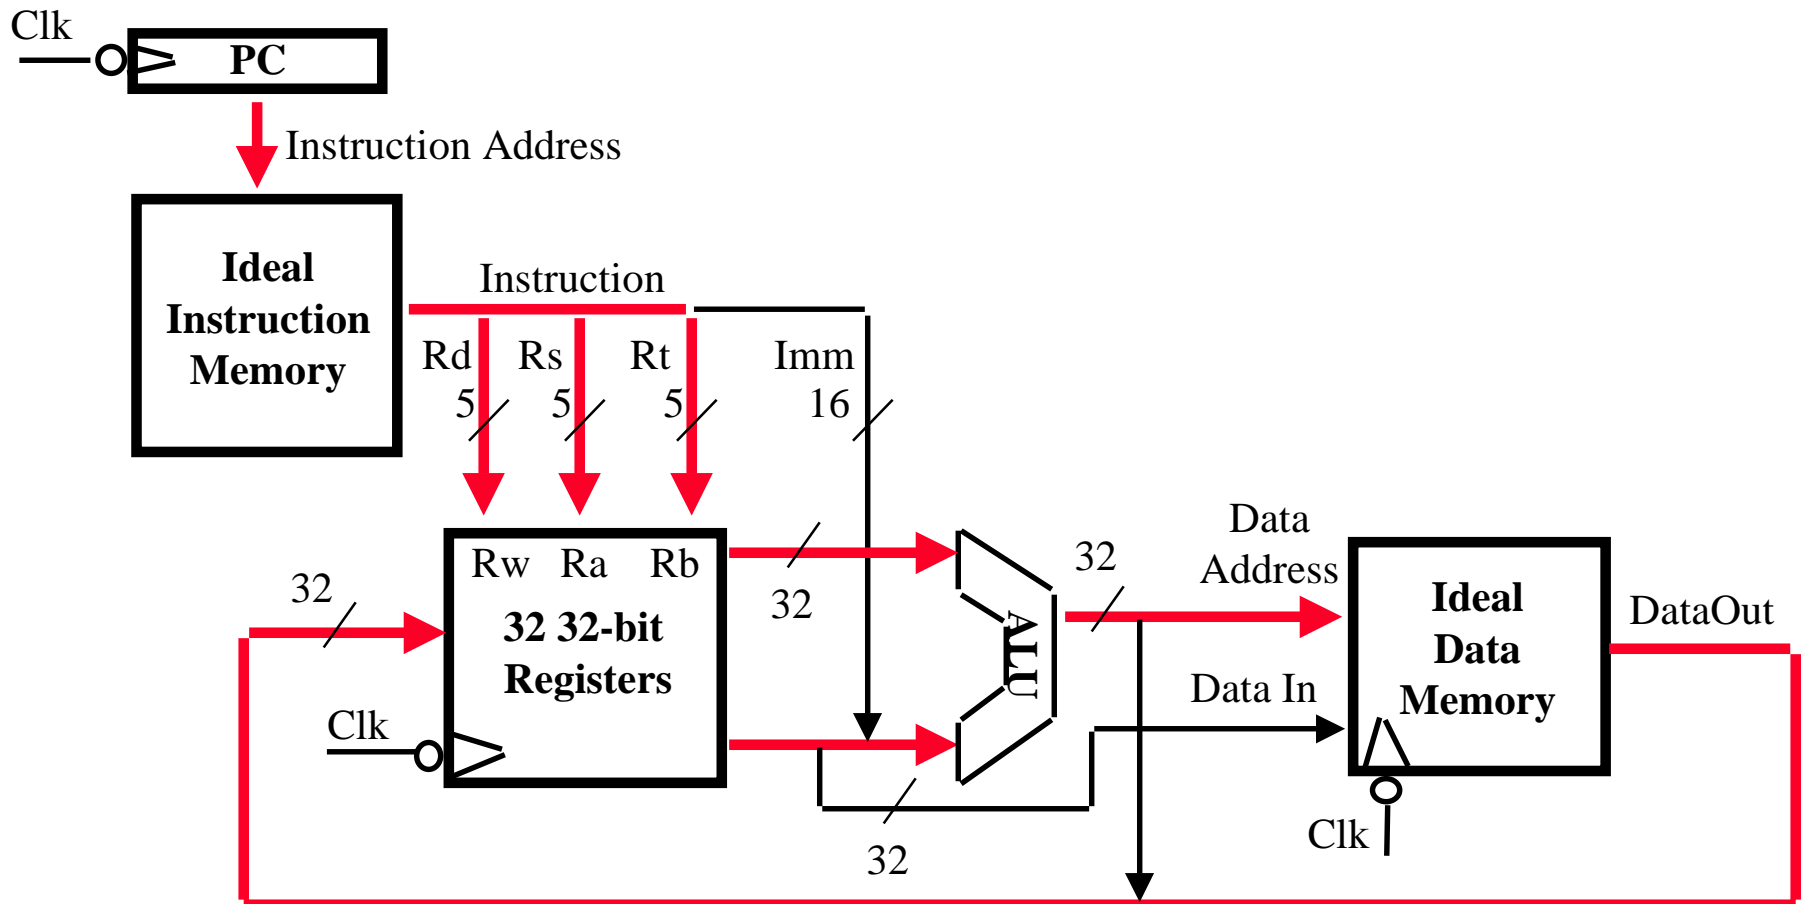 Clk
PC
Instruction Address
Ideal
Instruction
Memory
Instruction
Rd
Rs
Rt
Imm
5
5
5
16
Rw Ra Rb
32 32-bit
Registers
32
Clk
32
32
ALU
32
Data
Address
Data In
Ideal
Data
Memory
Clk
DataOut